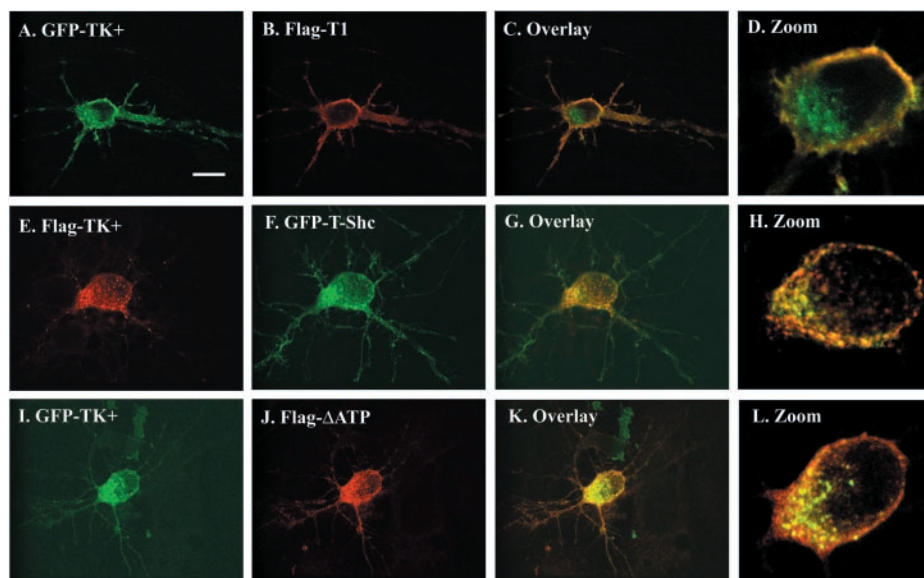 A. GFP-TK+
B. Flag-T1
C. Overlay
D. Zoom
E. Flag-TK+
F. GFP-T-Shc
G. Overlay
H. Zoom
I. GFP-TK+
J. Flag-ΔATP
K. Overlay
L. Zoom